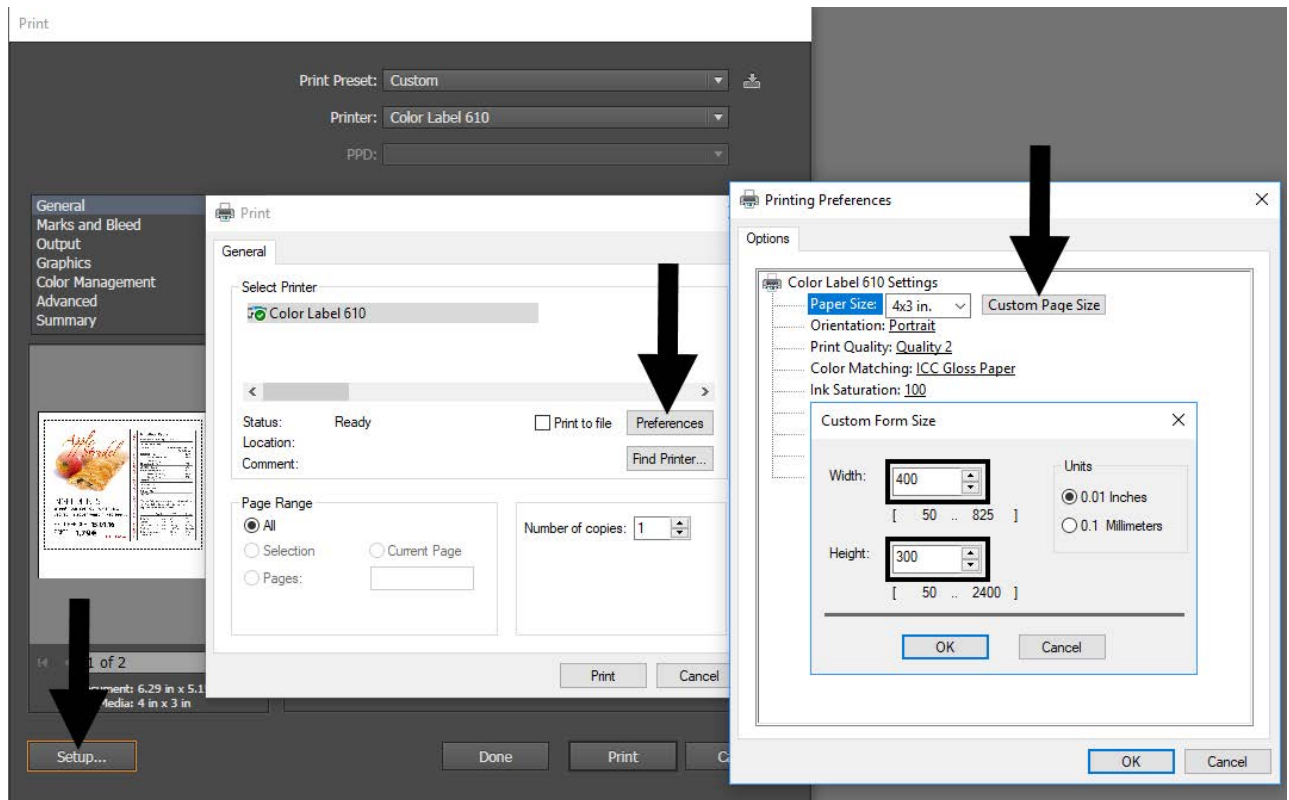 Print
Print Preset: Custom
Printer: Color Label 610
PPD:
General
Marks and Bleed
Output
Graphics
Color Management
Advanced
Summary
Apple
Strudel
1 of 2
Document: 6.29 in x 5.1
Media: 4 in x 3 in
Setup...
Done
Print
Print
General
Select Printer
Color Label 610
< >
Status: Ready
Location:
Comment:
Print to file
Preferences
Find Printer...
Page Range
All
Selection
Current Page
Pages:
Number of copies: 1
Print
Cancel
Printing Preferences
Options
Color Label 610 Settings
Paper Size: 4x3 in. Custom Page Size
Orientation: Portrait
Print Quality: Quality 2
Color Matching: ICC Gloss Paper
Ink Saturation: 100
Custom Form Size
Width: 400
[ 50 .. 825 ]
Height: 300
[ 50 .. 2400 ]
Units
0.01 Inches
0.1 Millimeters
OK
Cancel
OK
Cancel